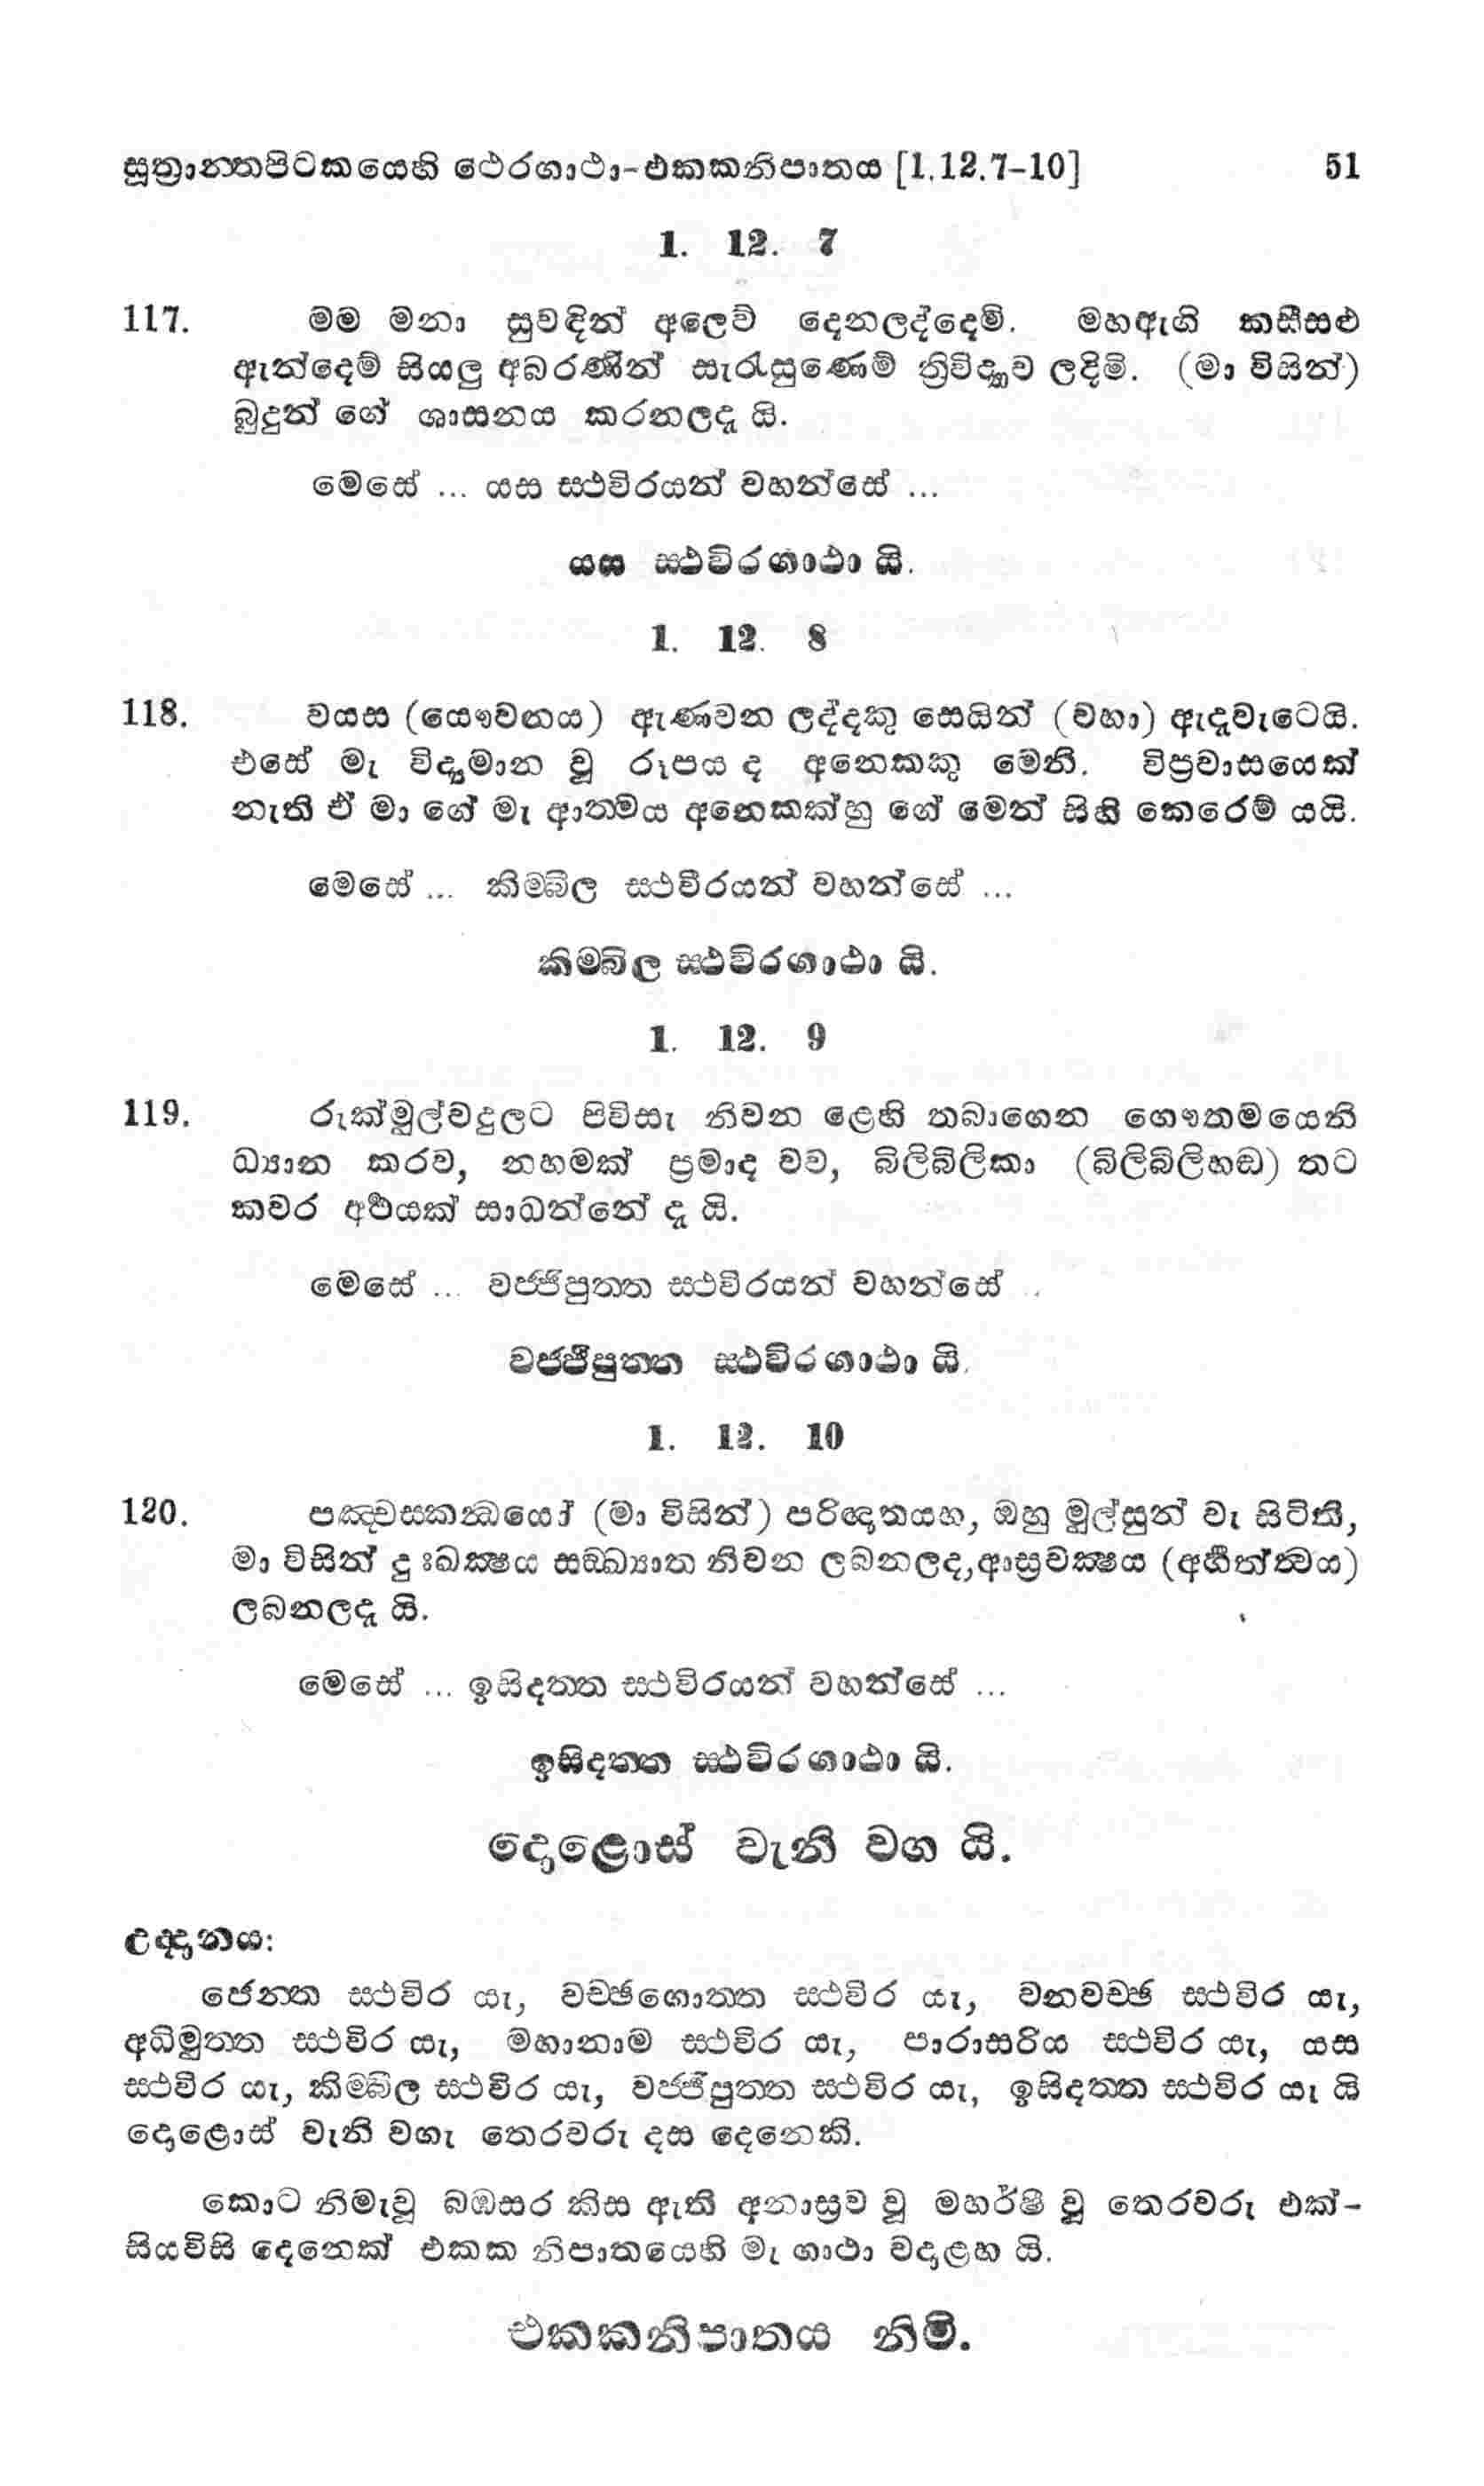 සූත්‍රාන්තපිටකයෙහි ථෙරගාථා-එකකනිපාතය [1.12.7-10] 51
1. 12. 7
117. මම මනා සුවඳින් අලෙව් දෙනලද්දෙමි. මහඇගි කසීසළු
ඇන්දෙම් සියලු අබරණින් සැරැසුණෙම් ත්‍රිවිද්‍යාව ලදිමි. (මා විසින්)
බුදුන් ගේ ශාසනය කරනලදැ යි.
මෙසේ ... යස ස්ථවිරයන් වහන්සේ ...
යස ස්ථවිරගාථා යි.
1. 12. 8
118. වයස (යෞවනය) ඇණවන ලද්දකු සෙයින් (වහා) ඇදවැටෙයි.
එසේ මැ විද්‍යමාන වූ රූපය ද අනෙකකු මෙනි. විප්‍රවාසයෙක්
නැති ඒ මා ගේ මැ ආත්මය අනෙකක්හු ගේ මෙන් සිහි කෙරෙම් යයි.
මෙසේ ... කිම්බිල ස්ථවිරයන් වහන්සේ ...
කිම්බිල ස්ථවිරගාථා යි.
1. 12. 9
119. රුක්මුල්වදුලට පිවිසැ නිවන ළෙහි තබාගෙන ගෞතමයෙනි
ධ්‍යාන කරව, නහමක් ප්‍රමාද වව, බිලිබිලිකා (බිලිබිලිහඬ) තට
කවර අර්ථයක් සාධන්නේ දැ යි.
මෙසේ ... වජ්ජිපුත්ත ස්ථවිරයන් වහන්සේ ..
වජ්ජිපුත්ත ස්ථවිරගාථා යි.
1. 12. 10
120. පඤ්චස්කන්ධයෝ (මා විසින්) පරිඥාතයහ, ඔහු මුල්සුන් වැ සිටිති,
මා විසින් දුඃඛක්ෂය සඞ්ඛ්‍යාත නිවන ලබනලද, ආස්‍රවක්ෂය (අර්හත්ත්වය)
ලබනලදැ යි.
මෙසේ ... ඉසිදත්ත ස්ථවිරයන් වහන්සේ ...
ඉසිදත්ත ස්ථවිරගාථා යි.
දොළොස් වැනි වග යි.
උද්දානය:
ජෙන්ත ස්ථවිර යැ, වච්ඡගොත්ත ස්ථවිර යැ, වනවච්ඡ ස්ථවිර යැ,
අධිමුත්ත ස්ථවිර යැ, මහානාම ස්ථවිර යැ, පාරාසරිය ස්ථවිර යැ, යස
ස්ථවිර යැ, කිම්බිල ස්ථවිර යැ, වජ්ජිපුත්ත ස්ථවිර යැ, ඉසිදත්ත ස්ථවිර යැ යි
දොළොස් වැනි වගැ තෙරවරු දස දෙනෙකි.
කොට නිමැවූ බඹසර කිස ඇති අනාස්‍රව වූ මහර්ෂි වූ තෙරවරු එක්-
සියවිසි දෙනෙක් එකක නිපාතයෙහි මැ ගාථා වදාළහ යි.
එකකනිපාතය නිමි.